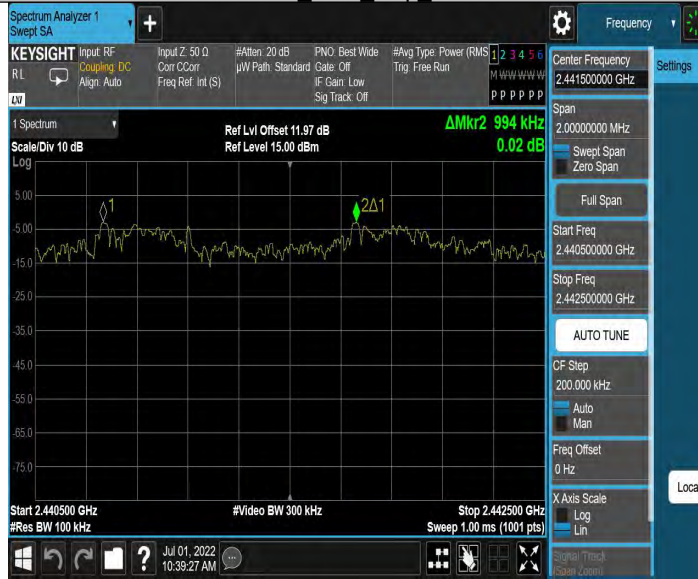 Spectrum Analyzer 1
Swept SA
Frequency
KEYSIGHT
RL
LXI
Input: RF
Coupling: DC
Align: Auto
Input Z: 50 Ω
Corr CCorr
Freq Ref: Int (S)
#Atten: 20 dB
µW Path: Standard
PNO: Best Wide
Gate: Off
IF Gain: Low
Sig Track: Off
#Avg Type: Power (RMS
Trig: Free Run
1 2 3 4 5 6
M W W W W W
P P P P P P
Center Frequency
2.441500000 GHz
Settings
Span
2.00000000 MHz
Swept Span
Zero Span
Full Span
Start Freq
2.440500000 GHz
Stop Freq
2.442500000 GHz
AUTO TUNE
CF Step
200.000 kHz
Auto
Man
Freq Offset
0 Hz
X Axis Scale
Log
Lin
Signal Track
(Span Zoom)
Loca
1 Spectrum
Scale/Div 10 dB
Ref Lvl Offset 11.97 dB
Ref Level 15.00 dBm
ΔMkr2 994 kHz
0.02 dB
Log
5.00
-5.00
-15.0
-25.0
-35.0
-45.0
-55.0
-65.0
-75.0
1
2Δ1
Start 2.440500 GHz
#Res BW 100 kHz
#Video BW 300 kHz
Stop 2.442500 GHz
Sweep 1.00 ms (1001 pts)
?
Jul 01, 2022
10:39:27 AM